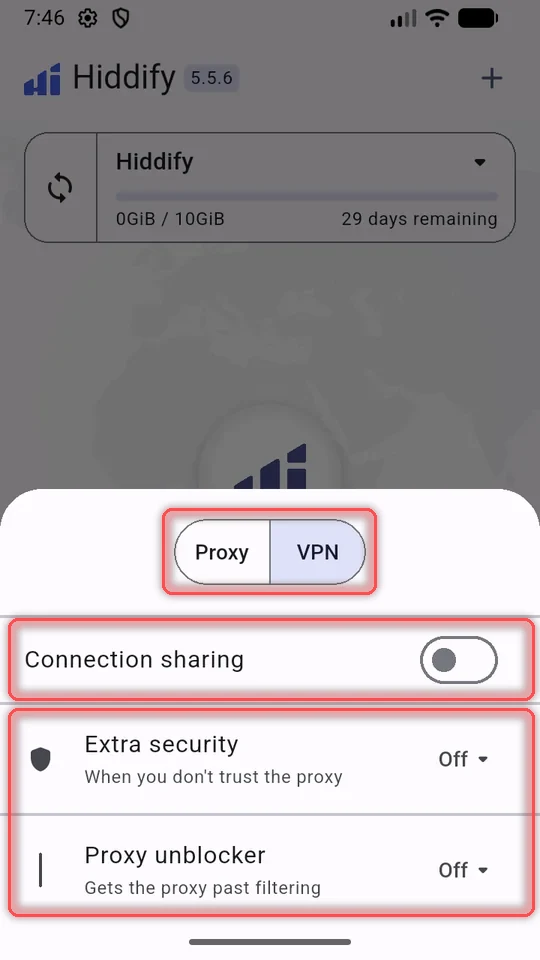 7:46
Hiddify 5.5.6
Hiddify
0GiB / 10GiB 29 days remaining
Proxy VPN
Connection sharing
Extra security
When you don't trust the proxy
Off
Proxy unblocker
Gets the proxy past filtering
Off